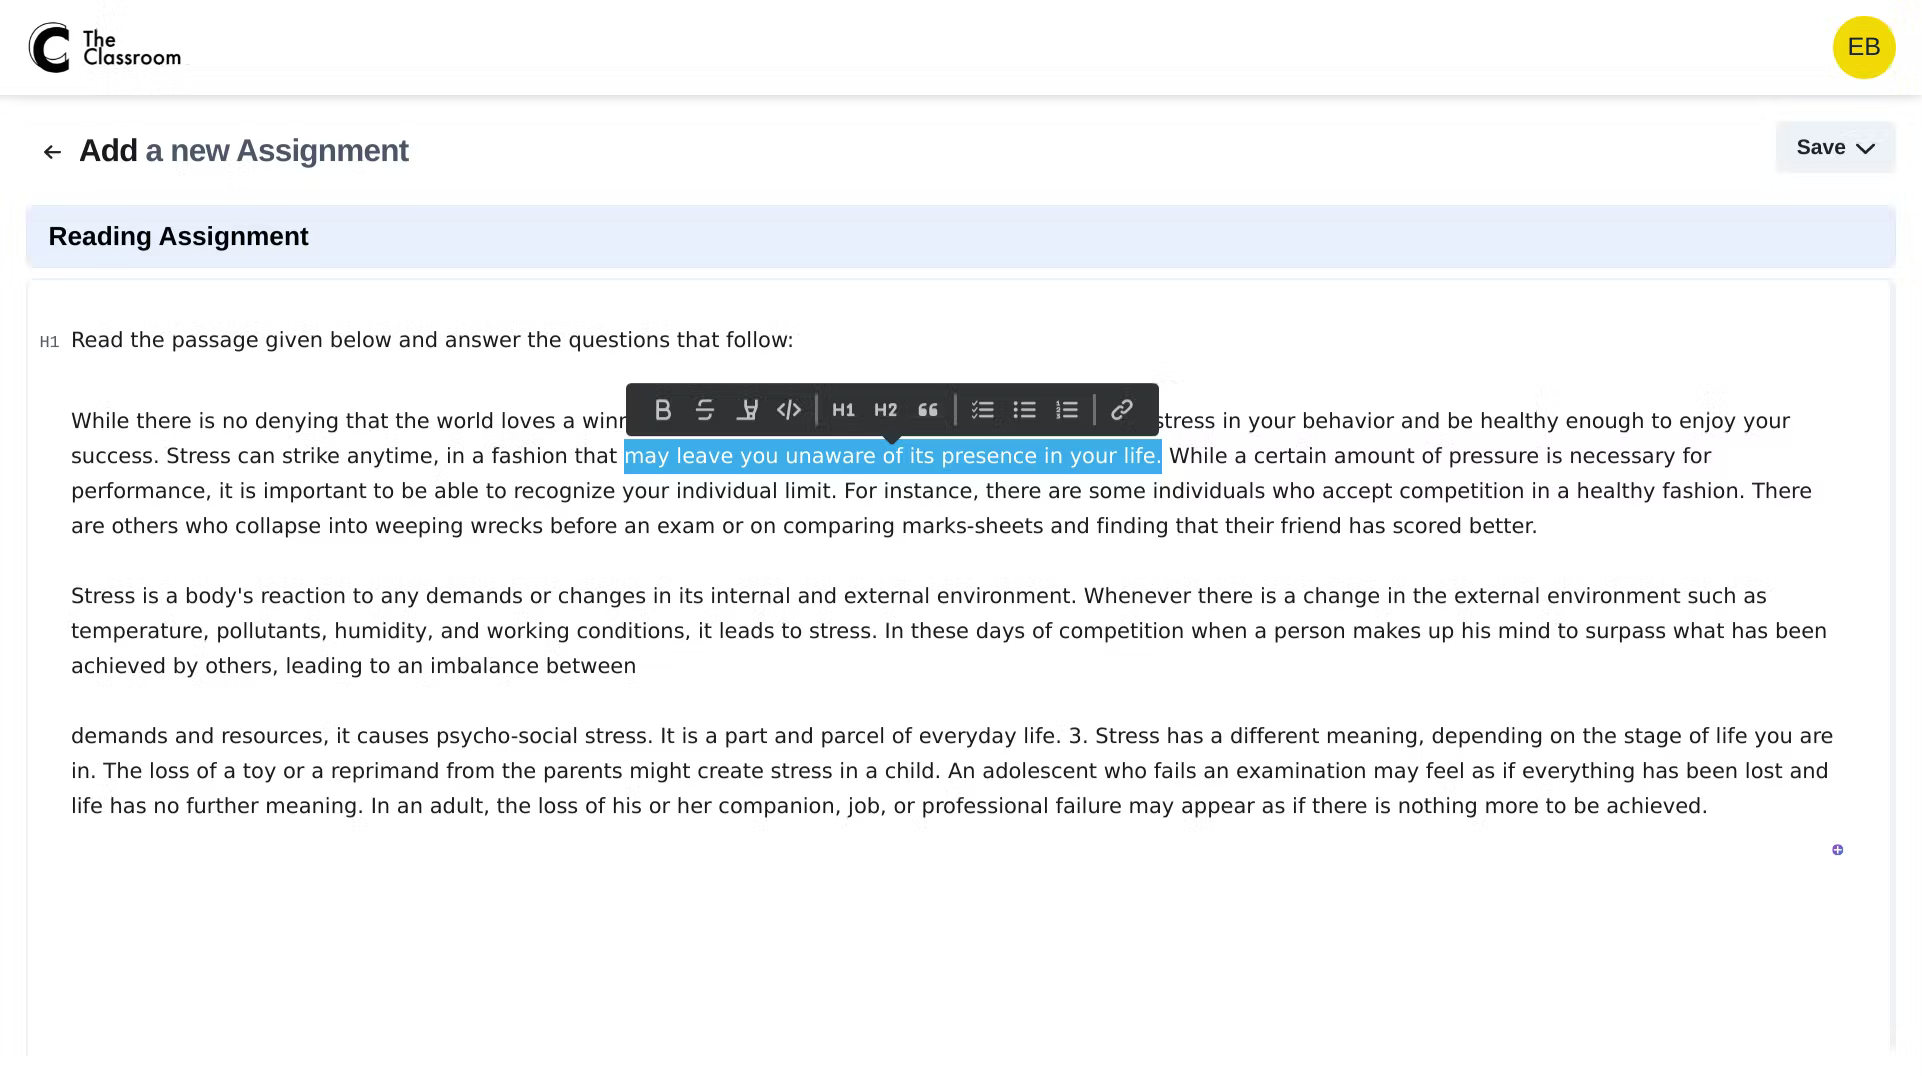 The
Classroom
EB
Add a new Assignment
Save
Reading Assignment
H1 Read the passage given below and answer the questions that follow:
H1 H2
While there is no denying that the world loves a stress in your behavior and be healthy enough to enjoy your
success. Stress can strike anytime, in a fashion that may leave you unaware of its presence in your life. While a certain amount of pressure is necessary for
performance, it is important to be able to recognize your individual limit. For instance, there are some individuals who accept competition in a healthy fashion. There
are others who collapse into weeping wrecks before an exam or on comparing marks-sheets and finding that their friend has scored better.
Stress is a body's reaction to any demands or changes in its internal and external environment. Whenever there is a change in the external environment such as
temperature, pollutants, humidity, and working conditions, it leads to stress. In these days of competition when a person makes up his mind to surpass what has been
achieved by others, leading to an imbalance between
demands and resources, it causes psycho-social stress. It is a part and parcel of everyday life. 3. Stress has a different meaning, depending on the stage of life you are
in. The loss of a toy or a reprimand from the parents might create stress in a child. An adolescent who fails an examination may feel as if everything has been lost and
life has no further meaning. In an adult, the loss of his or her companion, job, or professional failure may appear as if there is nothing more to be achieved.